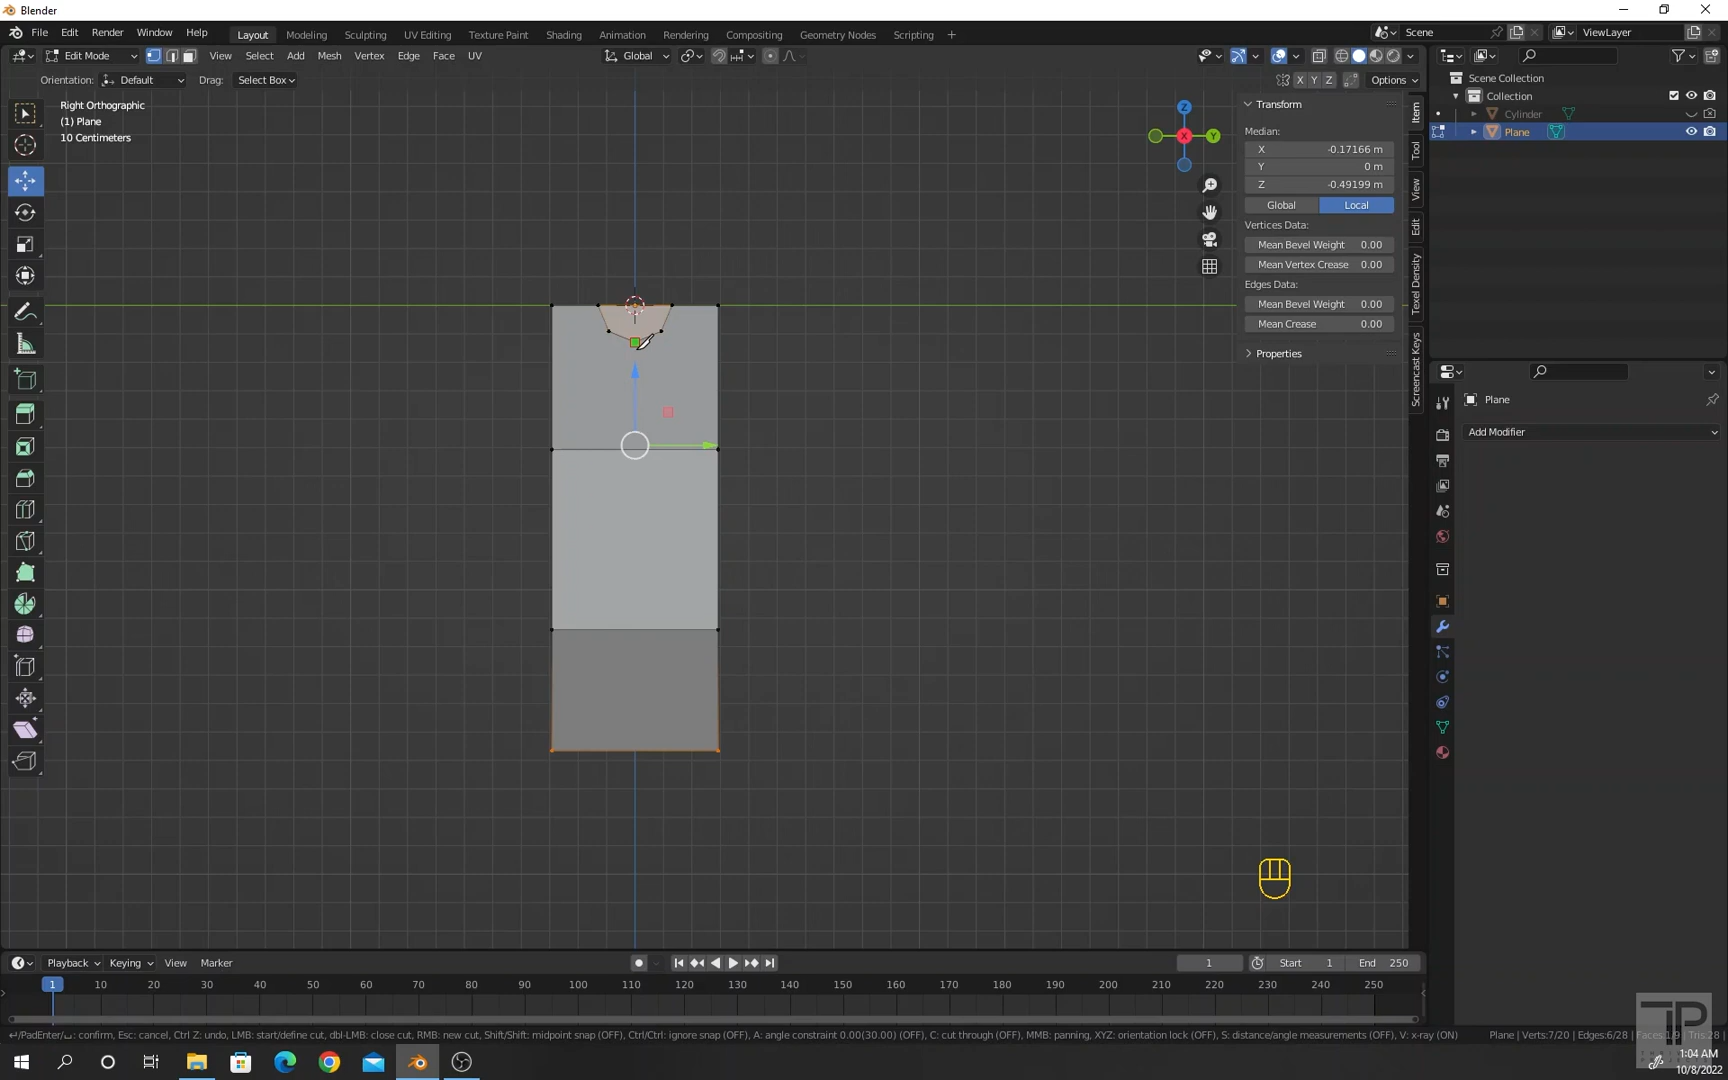 Blender
File Edit Render Window Help Layout Modeling Sculpting UV Editing Texture Paint Shading Animation Rendering Compositing Geometry Nodes Scripting + Scene ViewLayer
Edit Mode View Select Add Mesh Vertex Edge Face UV Global
Orientation: Default Drag: Select Box X Y Z Options
Right Orthographic
(1) Plane
10 Centimeters
Z
X
Y
Transform
Median:
X -0.17166 m
Y 0 m
Z -0.49199 m
Global Local
Vertices Data:
Mean Bevel Weight 0.00
Mean Vertex Crease 0.00
Edges Data:
Mean Bevel Weight 0.00
Mean Crease 0.00
Properties
Item
Tool
View
Edit
Texel Density
Screencast Keys
Scene Collection
Collection
Cylinder
Plane
Plane
Add Modifier
Playback Keying View Marker 1 Start 1 End 250
1 10 20 30 40 50 60 70 80 90 100 110 120 130 140 150 160 170 180 190 200 210 220 230 240 250
/PadEnter/ : confirm, Esc: cancel, Ctrl Z: undo, LMB: start/define cut, dbl-LMB: close cut, RMB: new cut, Shift/Shift: midpoint snap (OFF), Ctrl/Ctrl: ignore snap (OFF), A: angle constraint 0.00(30.00) (OFF), C: cut through (OFF), MMB: panning, XYZ: orientation lock (OFF), S: distance/angle measurements (OFF), V: x-ray (ON) Plane | Verts:7/20 | Edges:6/28 | Faces:1/9 | Tris:28 |
TP
1:04 AM
10/8/2022